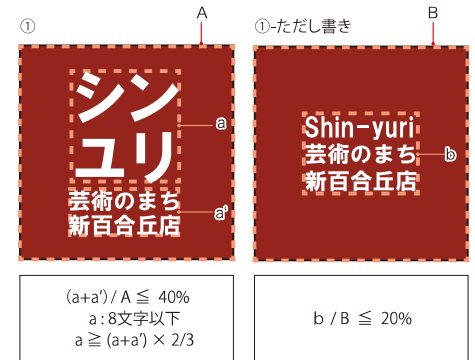 ① A
シン
ユリ
a
芸術のまち
新百合丘店
a'
(a+a')/A ≦ 40%
a:8文字以下
a ≧ (a+a') × 2/3
①-ただし書き B
Shin-yuri
芸術のまち
新百合丘店
b
b/B ≦ 20%